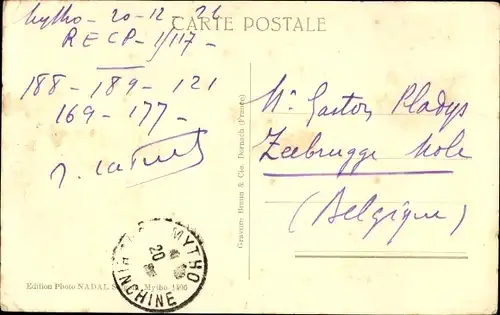 Mytho - 20-12-26
CARTE POSTALE
RECP - 1/117 -
188 - 189 - 121
169 - 177 -
Mr Gaston Pladys
Zeebrugge Mole
(Belgique)
Gravure Braun & Cie, Dornach (France)
MYTHO
20
CHINE
Edition Photo NADAL, Mytho